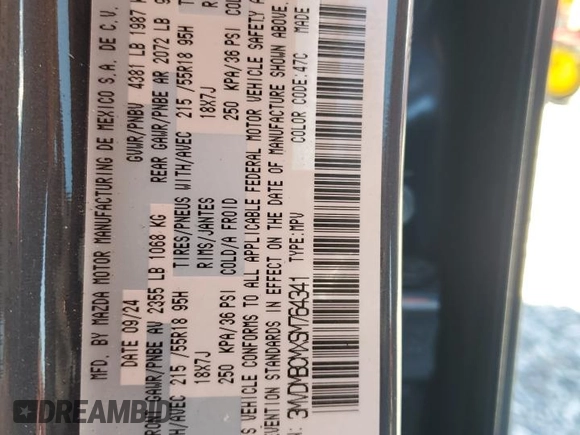 BY MAZDA MOTOR MANUFACTURING DE MEXICO S.A. DE C.V.
DATE 09/24 GVWR/PNBV 4381 LB 1987 K
GAWR/PNBE AV 2355 LB 1068 KG REAR GAWR/PNBE AR 2072 LB
H/AVEC 215 /55R18 95H TIRES/PNEUS WITH/AVEC 215 /55R18 95H
18X7J RIMS/JANTES 18X7J
250 KPA/36 PSI COLD/A FROID 250 KPA/36 PSI COLD
VEHICLE CONFORMS TO ALL APPLICABLE FEDERAL MOTOR VEHICLE SAFETY A
VENTION STANDARDS IN EFFECT ON THE DATE OF MANUFACTURE SHOWN ABOVE.
N: 3MVDMBCMXSM764341 TYPE:MPV COLOR CODE:47C
DREAMBID